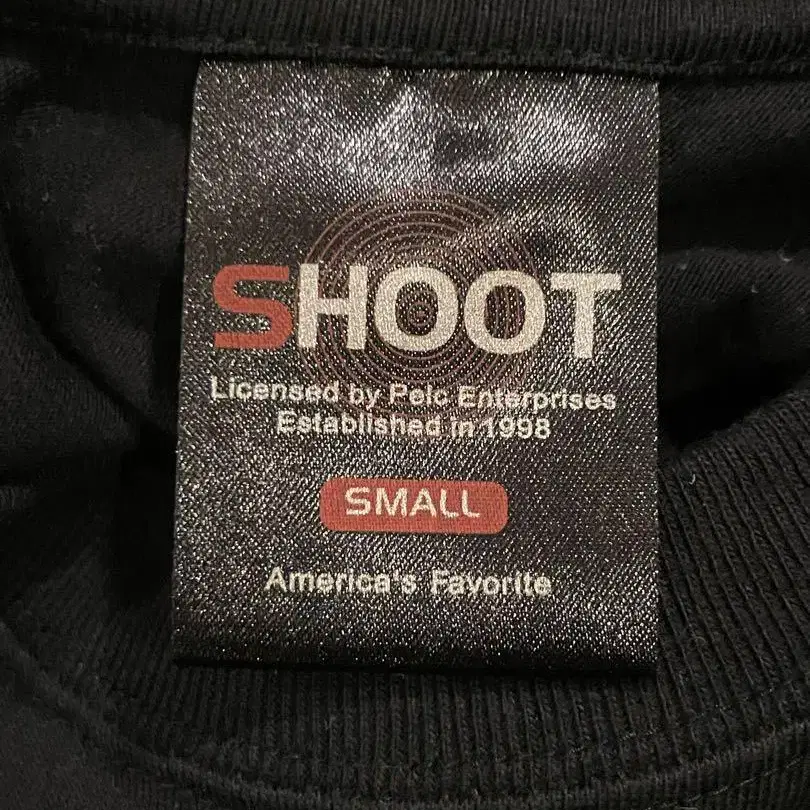 SHOOT
Licensed by Pelc Enterprises
Established in 1998
SMALL
America's Favorite